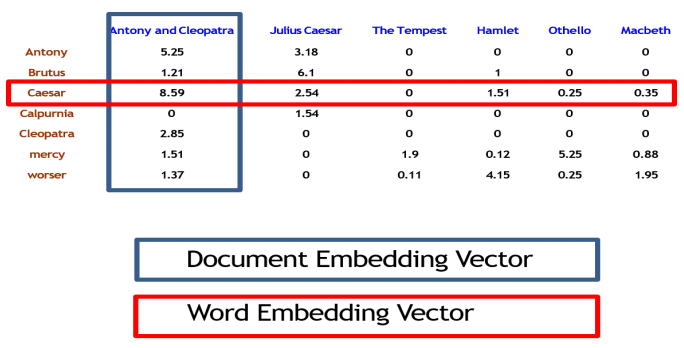 Antony and Cleopatra Julius Caesar The Tempest Hamlet Othello Macbeth
Antony 5.25 3.18 0 0 0 0
Brutus 1.21 6.1 0 1 0 0
Caesar 8.59 2.54 0 1.51 0.25 0.35
Calpurnia 0 1.54 0 0 0 0
Cleopatra 2.85 0 0 0 0 0
mercy 1.51 0 1.9 0.12 5.25 0.88
worser 1.37 0 0.11 4.15 0.25 1.95
Document Embedding Vector
Word Embedding Vector